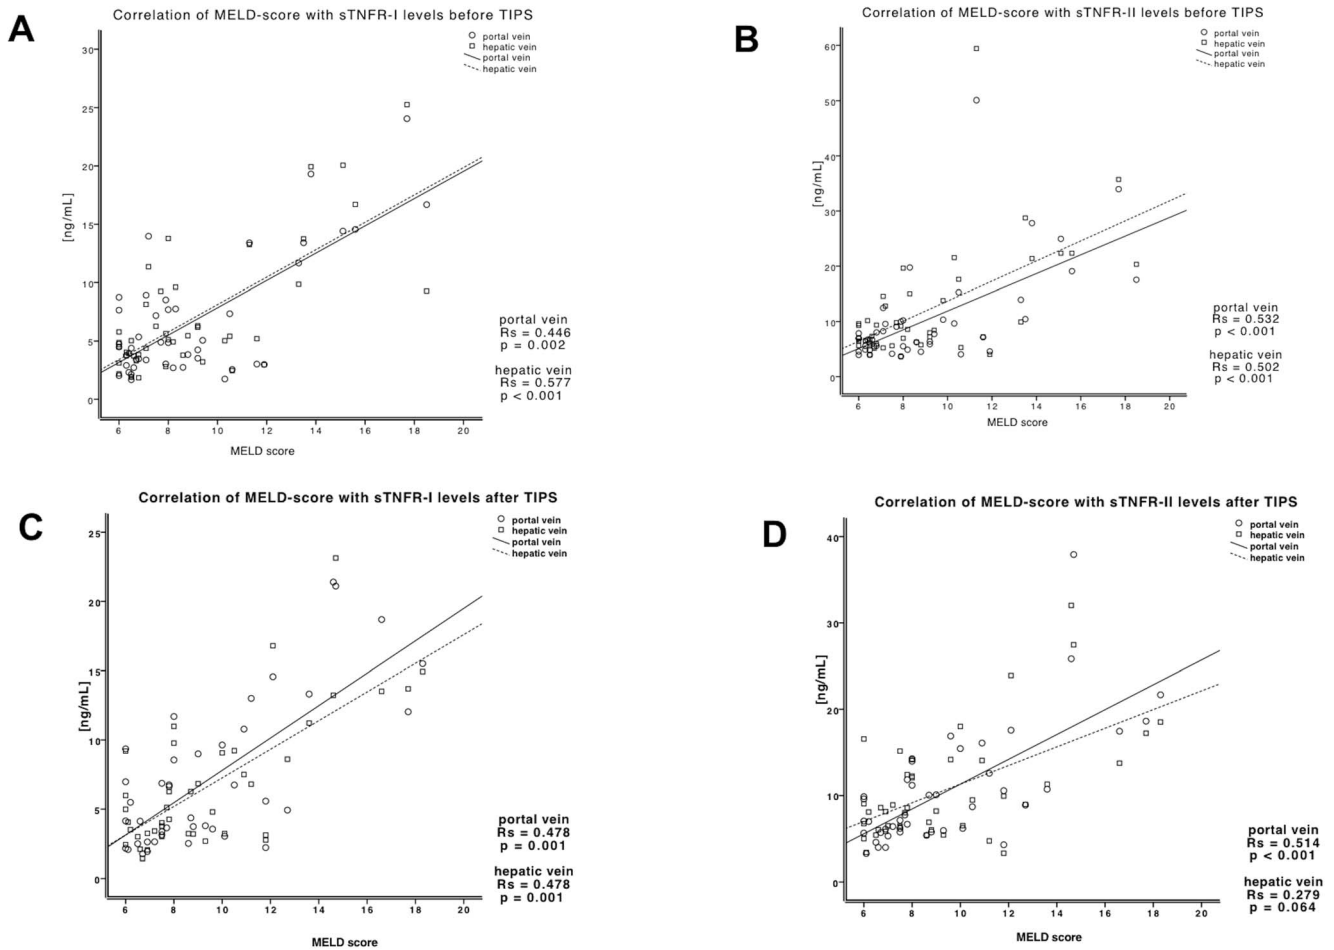 A
Correlation of MELD-score with sTNFR-I levels before TIPS
portal vein
hepatic vein
portal vein
hepatic vein
[ng/mL]
30
25
20
15
10
5
0
6 8 10 12 14 16 18 20
MELD score
portal vein
Rs = 0.446
p = 0.002
hepatic vein
Rs = 0.577
p < 0.001
B
Correlation of MELD-score with sTNFR-II levels before TIPS
portal vein
hepatic vein
portal vein
hepatic vein
[ng/mL]
60
50
40
30
20
10
0
6 8 10 12 14 16 18 20
MELD score
portal vein
Rs = 0.532
p < 0.001
hepatic vein
Rs = 0.502
p < 0.001
C
Correlation of MELD-score with sTNFR-I levels after TIPS
portal vein
hepatic vein
portal vein
hepatic vein
[ng/mL]
25
20
15
10
5
0
6 8 10 12 14 16 18 20
MELD score
portal vein
Rs = 0.478
p = 0.001
hepatic vein
Rs = 0.478
p = 0.001
D
Correlation of MELD-score with sTNFR-II levels after TIPS
portal vein
hepatic vein
portal vein
hepatic vein
[ng/mL]
40
30
20
10
0
6 8 10 12 14 16 18 20
MELD score
portal vein
Rs = 0.514
p < 0.001
hepatic vein
Rs = 0.279
p = 0.064